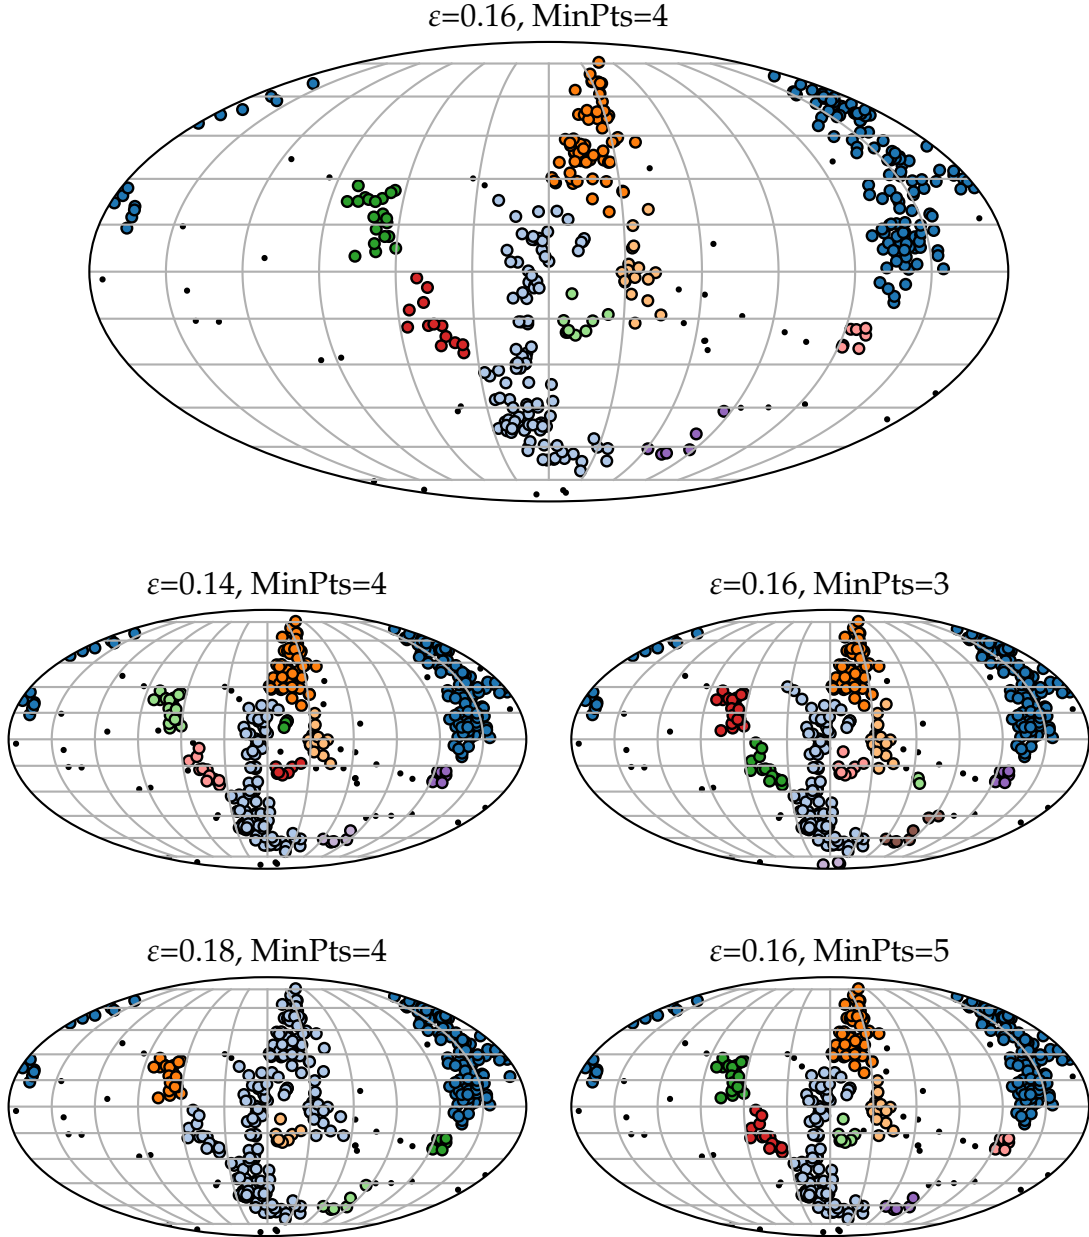 ε=0.16, MinPts=4
ε=0.14, MinPts=4
ε=0.16, MinPts=3
ε=0.18, MinPts=4
ε=0.16, MinPts=5